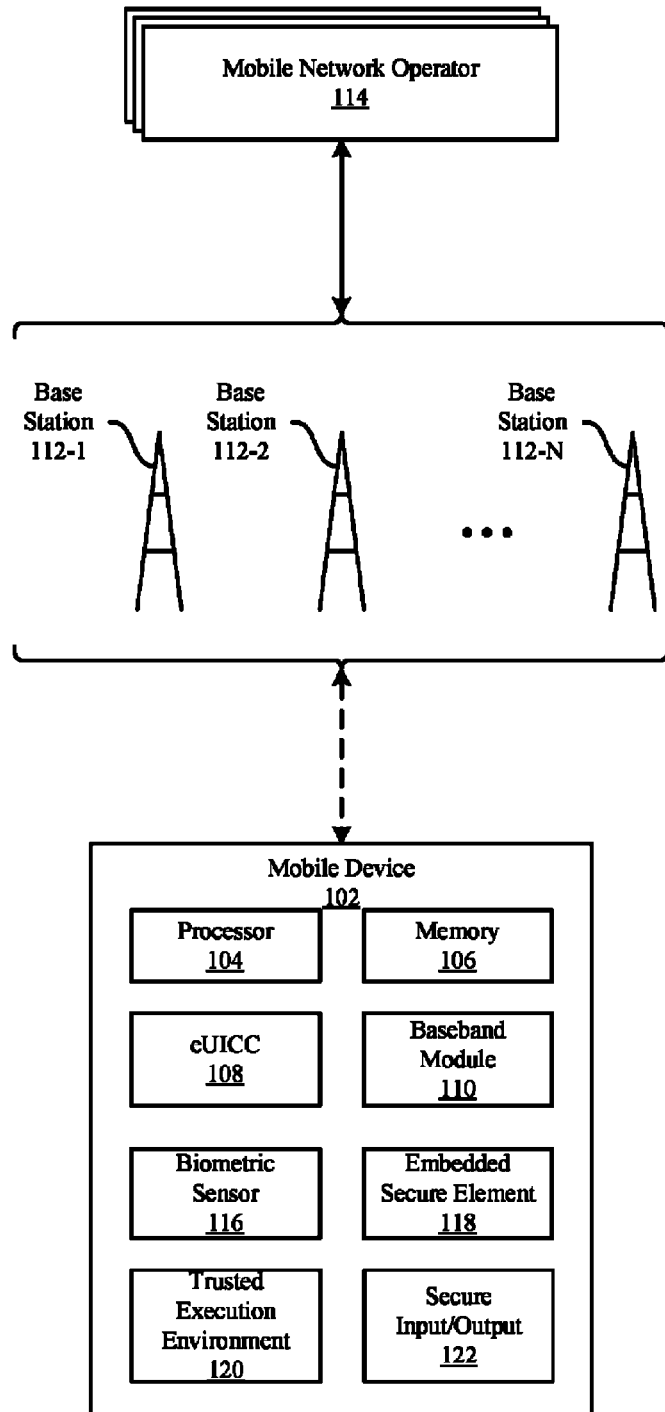 Mobile Network Operator
114
Base
Station
112-1
Base
Station
112-2
Base
Station
112-N
Mobile Device
102
Processor
104
Memory
106
eUICC
108
Baseband
Module
110
Biometric
Sensor
116
Embedded
Secure Element
118
Trusted
Execution
Environment
120
Secure
Input/Output
122